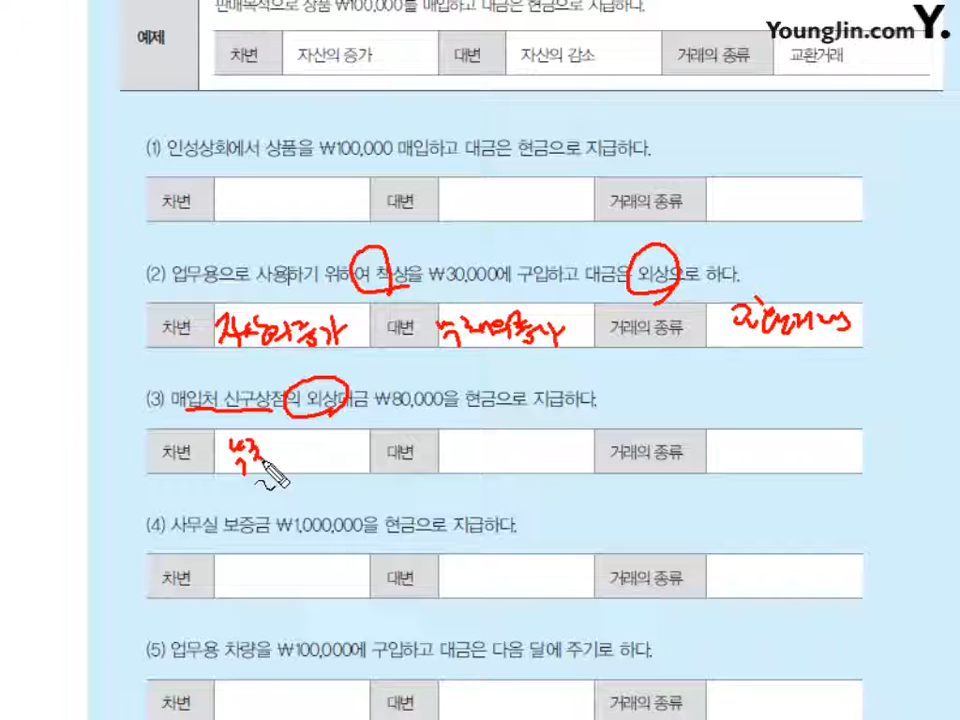 판매목적으로 상품 ₩100,000를 매입하고 대금은 현금으로 지급하다.
YoungJin.com Y.
예제
차변 자산의 증가 대변 자산의 감소 거래의 종류 교환거래
(1) 인성상회에서 상품을 ₩100,000 매입하고 대금은 현금으로 지급하다.
차변 대변 거래의 종류
(2) 업무용으로 사용하기 위하여 책상을 ₩30,000에 구입하고 대금은 외상으로 하다.
차변 자산의증가 대변 부채의증가 거래의 종류 교환거래
(3) 매입처 신구상점의 외상대금 ₩80,000을 현금으로 지급하다.
차변 대변 거래의 종류
(4) 사무실 보증금 ₩1,000,000을 현금으로 지급하다.
차변 대변 거래의 종류
(5) 업무용 차량을 ₩100,000에 구입하고 대금은 다음 달에 주기로 하다.
차변 대변 거래의 종류